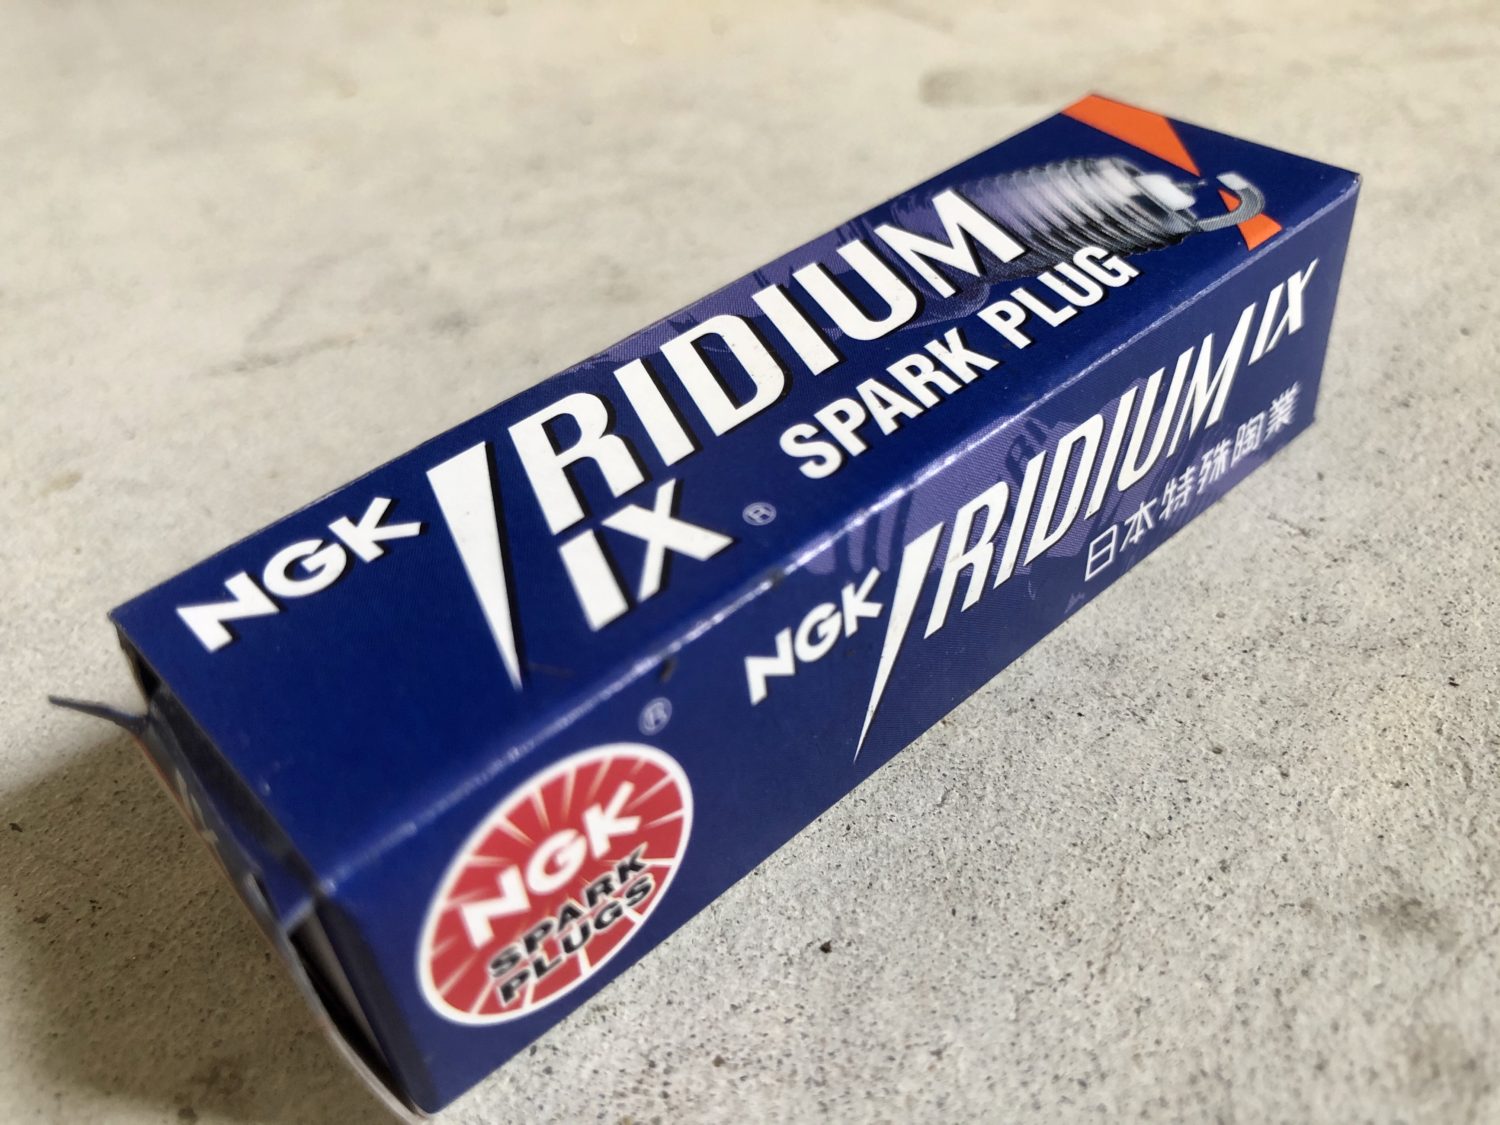 NGK IRIDIUM
IX ®
SPARK PLUG
NGK IRIDIUM IX
日本特殊陶業
®
NGK
SPARK
PLUGS